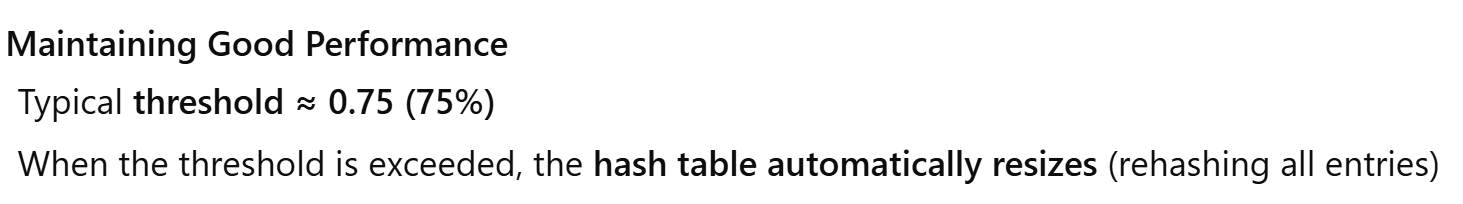 Maintaining Good Performance
Typical threshold ≈ 0.75 (75%)
When the threshold is exceeded, the hash table automatically resizes (rehashing all entries)